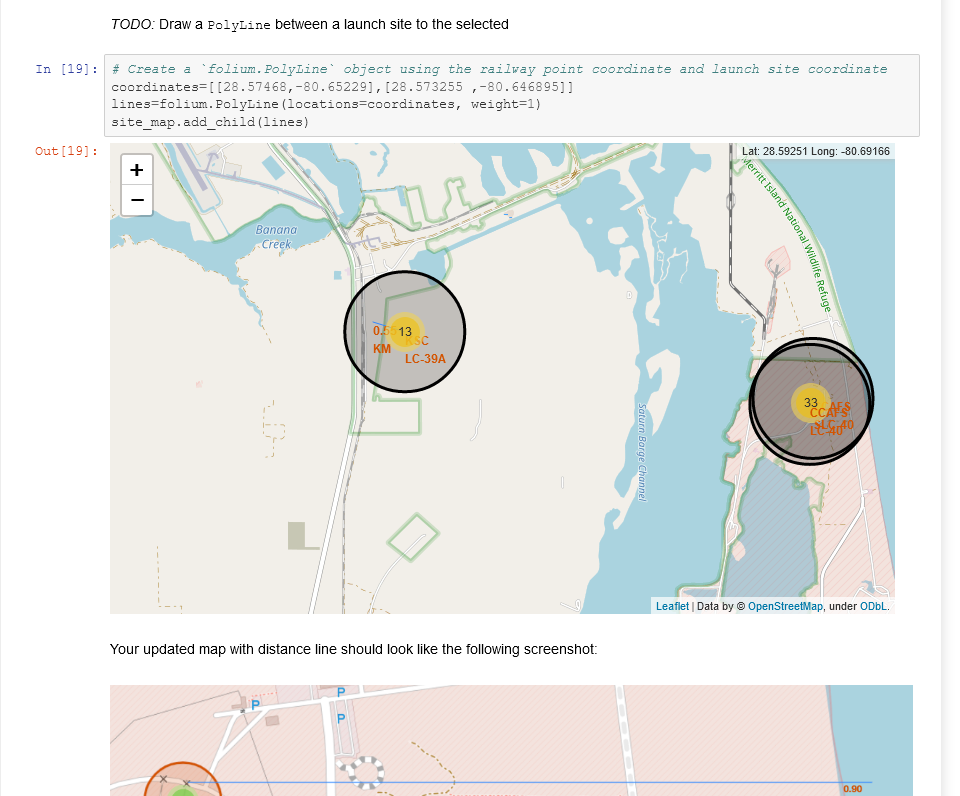 TODO: Draw a PolyLine between a launch site to the selected
In [19]:
# Create a `folium.PolyLine` object using the railway point coordinate and launch site coordinate
coordinates=[[28.57468,-80.65229],[28.573255 ,-80.646895]]
lines=folium.PolyLine(locations=coordinates, weight=1)
site_map.add_child(lines)
Out[19]:
+
−
Lat: 28.59251 Long: -80.69166
Merritt Island National Wildlife Refuge
Banana
Creek
13
KSC
KM
LC-39A
33
CCAFS
SLC-40
LC-40
Saturn Barge Channel
Leaflet | Data by © OpenStreetMap, under ODbL.
Your updated map with distance line should look like the following screenshot:
P
P
P
0.90